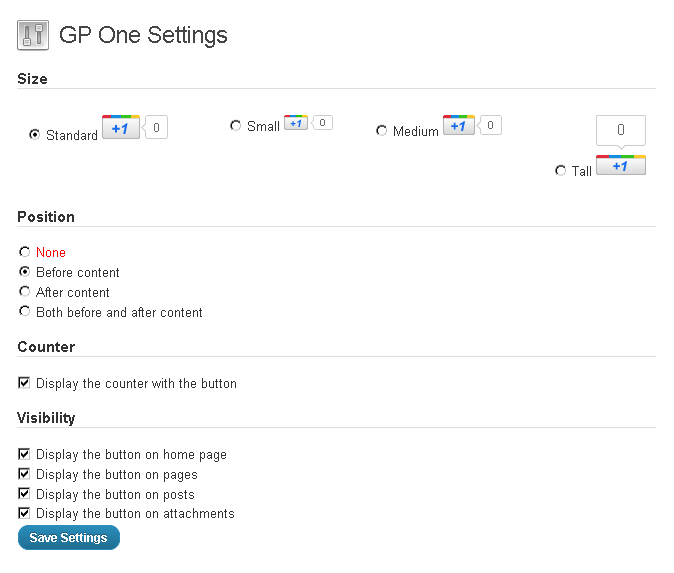 GP One Settings
Size
Standard +1 0
Small +1 0
Medium +1 0
0
Tall +1
Position
None
Before content
After content
Both before and after content
Counter
Display the counter with the button
Visibility
Display the button on home page
Display the button on pages
Display the button on posts
Display the button on attachments
Save Settings